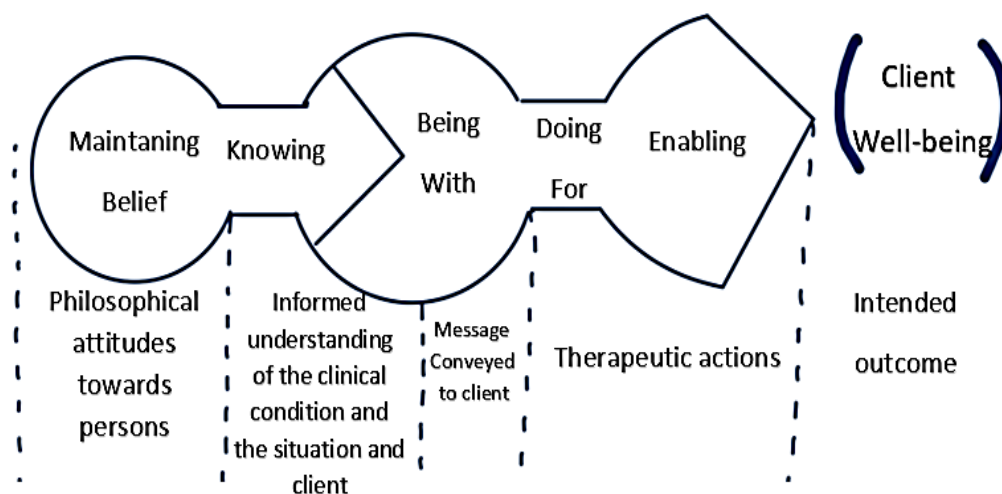 Maintaning
Belief
Knowing
Being
With
Doing
For
Enabling
Client
Well-being
Philosophical
attitudes
towards
persons
Informed
understanding
of the clinical
condition and
the situation and
client
Message
Conveyed
to client
Therapeutic actions
Intended
outcome